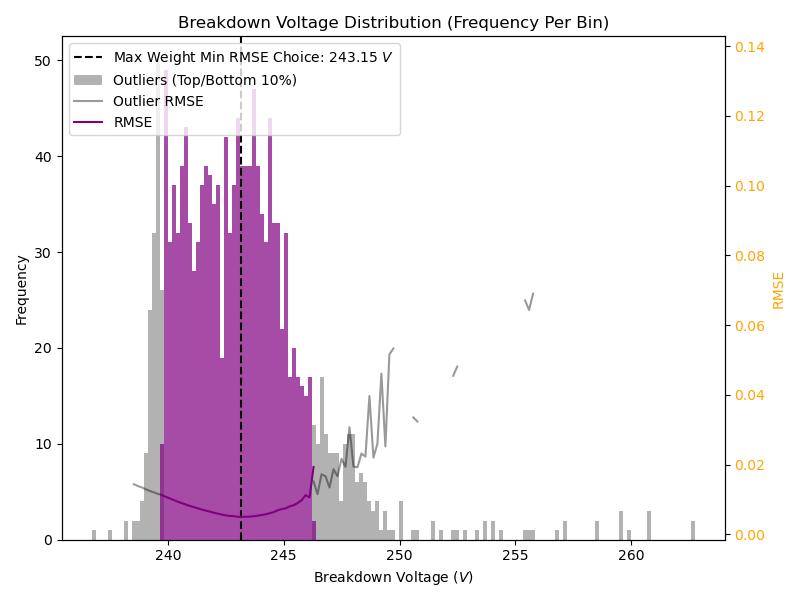 Breakdown Voltage Distribution (Frequency Per Bin)
Max Weight Min RMSE Choice: 243.15 V
Outliers (Top/Bottom 10%)
Outlier RMSE
RMSE
50
40
30
20
10
0
Frequency
0.14
0.12
0.10
0.08
0.06
0.04
0.02
0.00
RMSE
240
245
250
255
260
Breakdown Voltage (V)